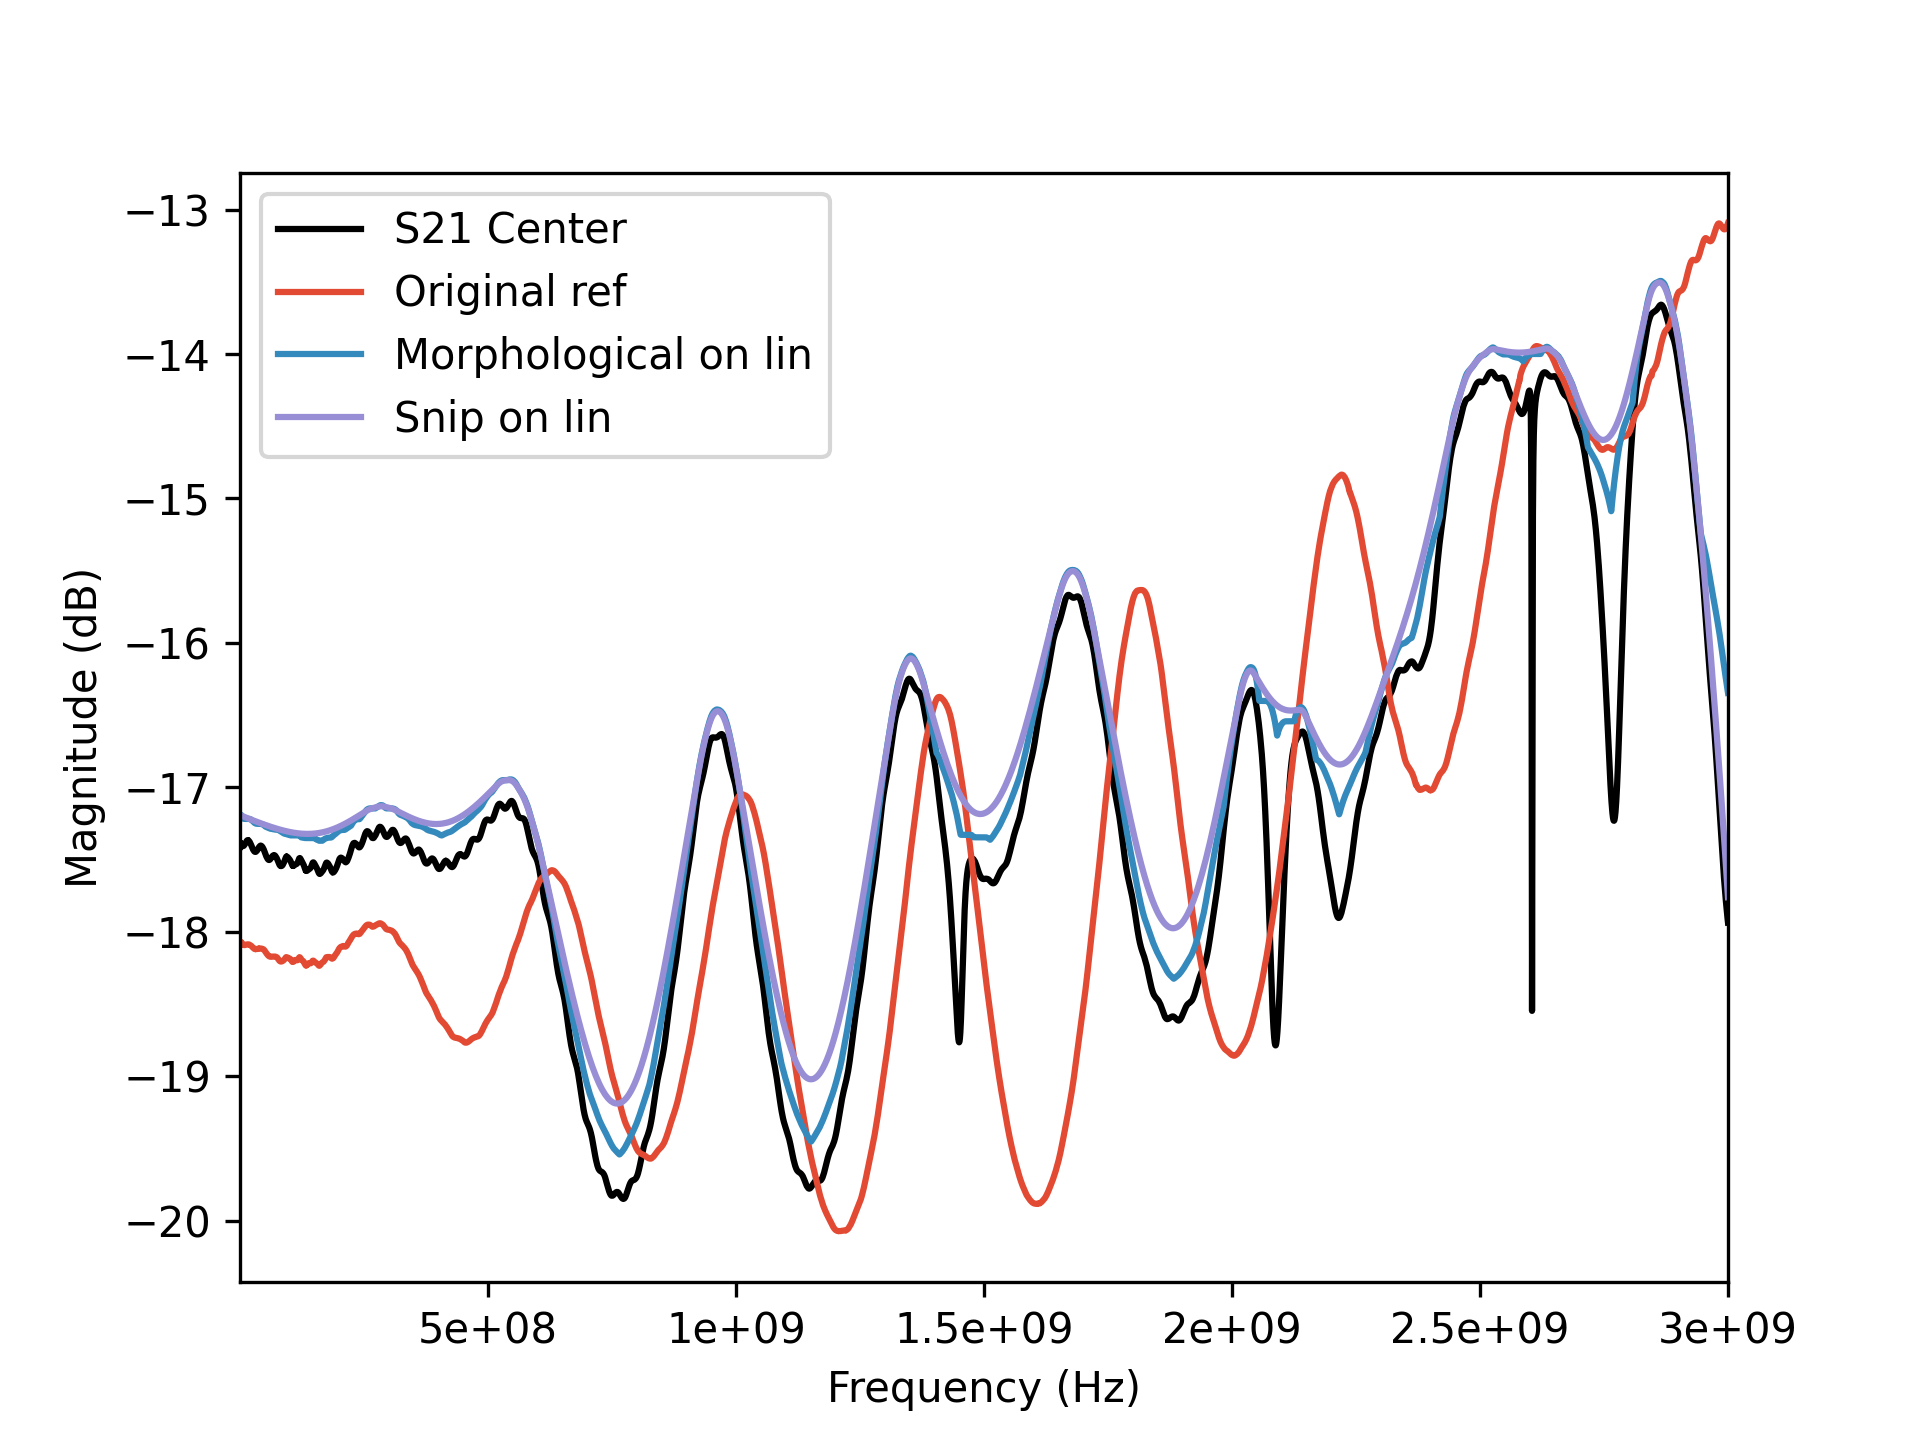 −13
−14
−15
−16
−17
−18
−19
−20
Magnitude (dB)
S21 Center
Original ref
Morphological on lin
Snip on lin
5e+08 1e+09 1.5e+09 2e+09 2.5e+09 3e+09
Frequency (Hz)